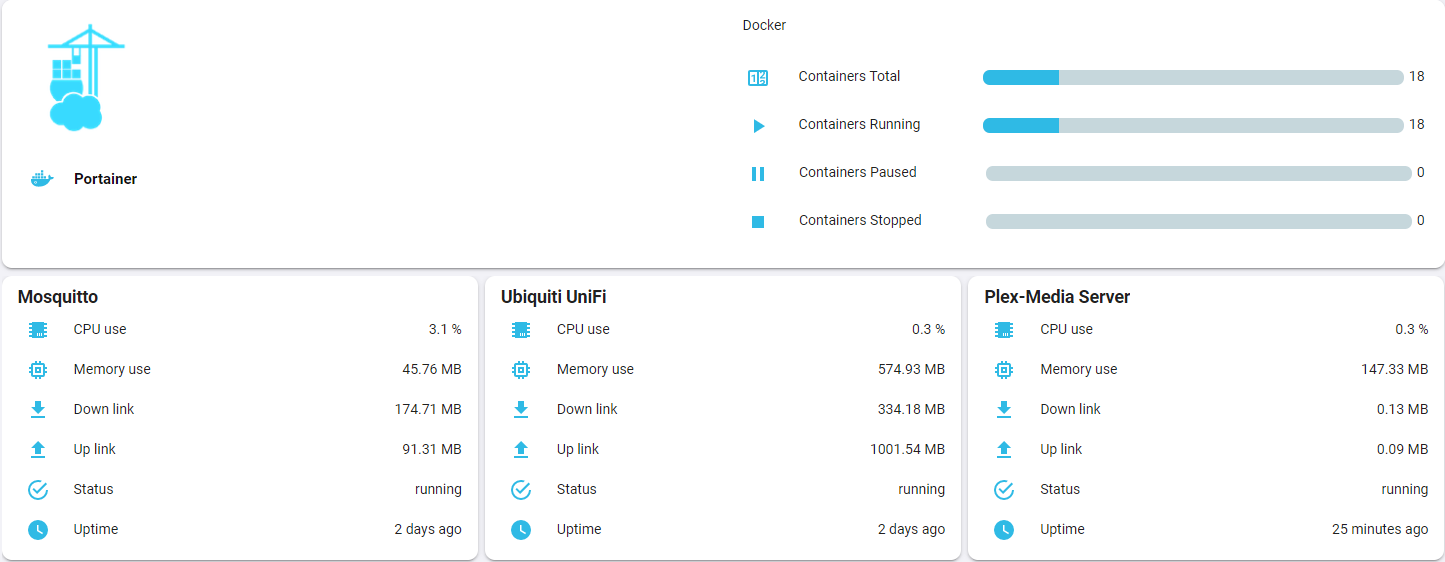 Docker
Containers Total 18
Containers Running 18
Containers Paused 0
Containers Stopped 0
Portainer
Mosquitto
CPU use 3.1 %
Memory use 45.76 MB
Down link 174.71 MB
Up link 91.31 MB
Status running
Uptime 2 days ago
Ubiquiti UniFi
CPU use 0.3 %
Memory use 574.93 MB
Down link 334.18 MB
Up link 1001.54 MB
Status running
Uptime 2 days ago
Plex-Media Server
CPU use 0.3 %
Memory use 147.33 MB
Down link 0.13 MB
Up link 0.09 MB
Status running
Uptime 25 minutes ago